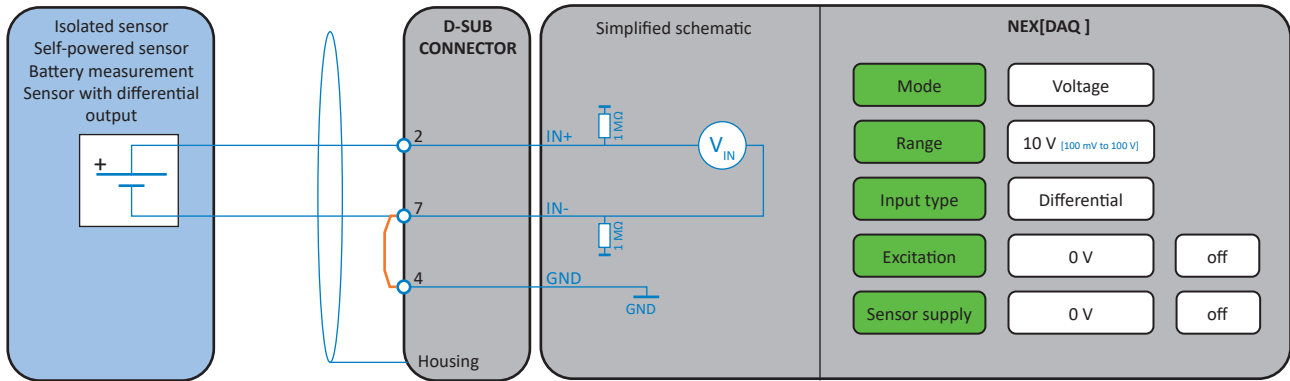 Isolated sensor
Self-powered sensor
Battery measurement
Sensor with differential
output
+
D-SUB
CONNECTOR
2
7
4
Housing
Simplified schematic
IN+
1 MΩ
VIN
IN-
1 MΩ
GND
GND
NEX[DAQ ]
Mode
Voltage
Range
10 V [100 mV to 100 V]
Input type
Differential
Excitation
0 V
off
Sensor supply
0 V
off